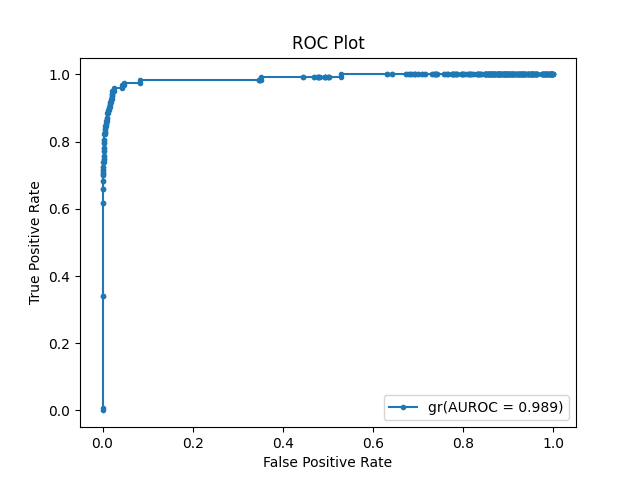 ROC Plot
True Positive Rate
1.0
0.8
0.6
0.4
0.2
0.0
0.0 0.2 0.4 0.6 0.8 1.0
False Positive Rate
gr(AUROC = 0.989)